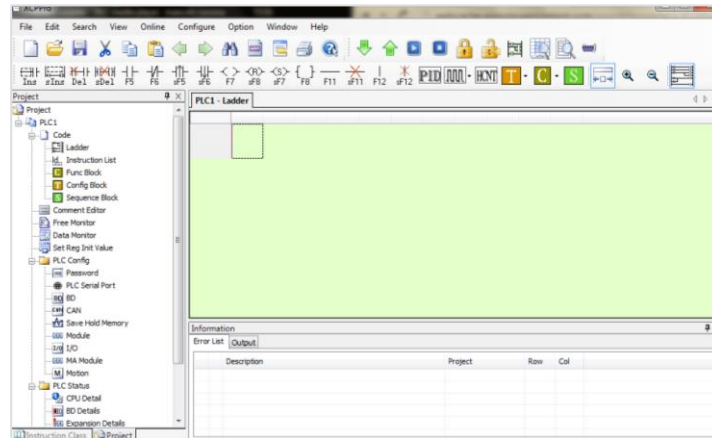 XCPPro
File Edit Search View Online Configure Option Window Help
Ins sIns Del sDel F5 F6 sF5 sF6 F7 sF8 sF7 F8 F11 sF11 F12 sF12 PID HCNT T C S
Project
PLC1 - Ladder
Project
PLC1
Code
Ladder
Instruction List
Func Block
Config Block
Sequence Block
Comment Editor
Free Monitor
Data Monitor
Set Reg Init Value
PLC Config
Password
PLC Serial Port
BD
CAN
Save Hold Memory
Module
I/O
MA Module
Motion
PLC Status
CPU Detail
BD Details
Expansion Details
Instruction Class Project
Information
Error List Output
Description Project Row Col